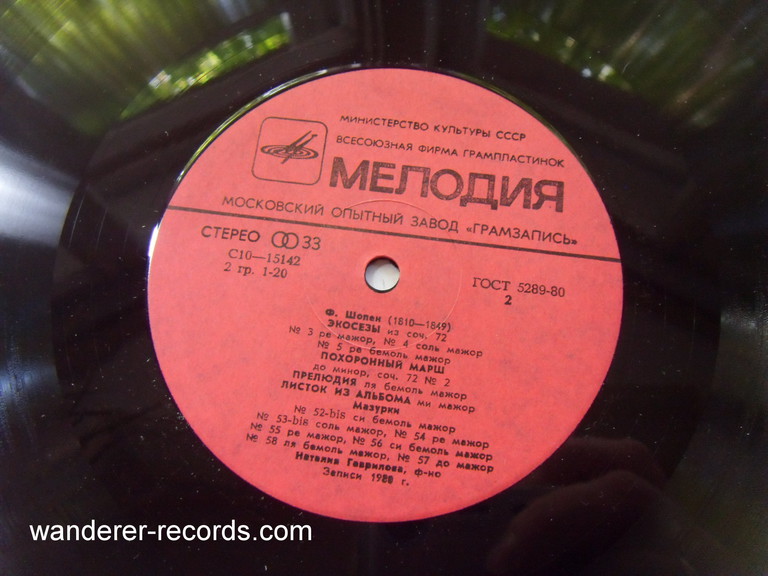 МИНИСТЕРСТВО КУЛЬТУРЫ СССР
ВСЕСОЮЗНАЯ ФИРМА ГРАМПЛАСТИНОК
МЕЛОДИЯ
МОСКОВСКИЙ ОПЫТНЫЙ ЗАВОД «ГРАМЗАПИСЬ»
СТЕРЕО 33
С10—15142
2 гр. 1-20
ГОСТ 5289-80
2
Ф. Шопен (1810—1849)
ЭКОСЕЗЫ из соч. 72
№ 3 ре мажор, № 4 соль мажор
№ 5 ре бемоль мажор
ПОХОРОННЫЙ МАРШ
до минор, соч. 72 № 2
ПРЕЛЮДИЯ ля бемоль мажор
ЛИСТОК ИЗ АЛЬБОМА ми мажор
Мазурки
№ 52-bis си бемоль мажор
№ 53-bis соль мажор, № 54 ре мажор
№ 55 ре мажор, № 56 си бемоль мажор
№ 58 ля бемоль мажор, № 57 до мажор
Наталия Гаврилова, ф-но
Записи 1980 г.
wanderer-records.com